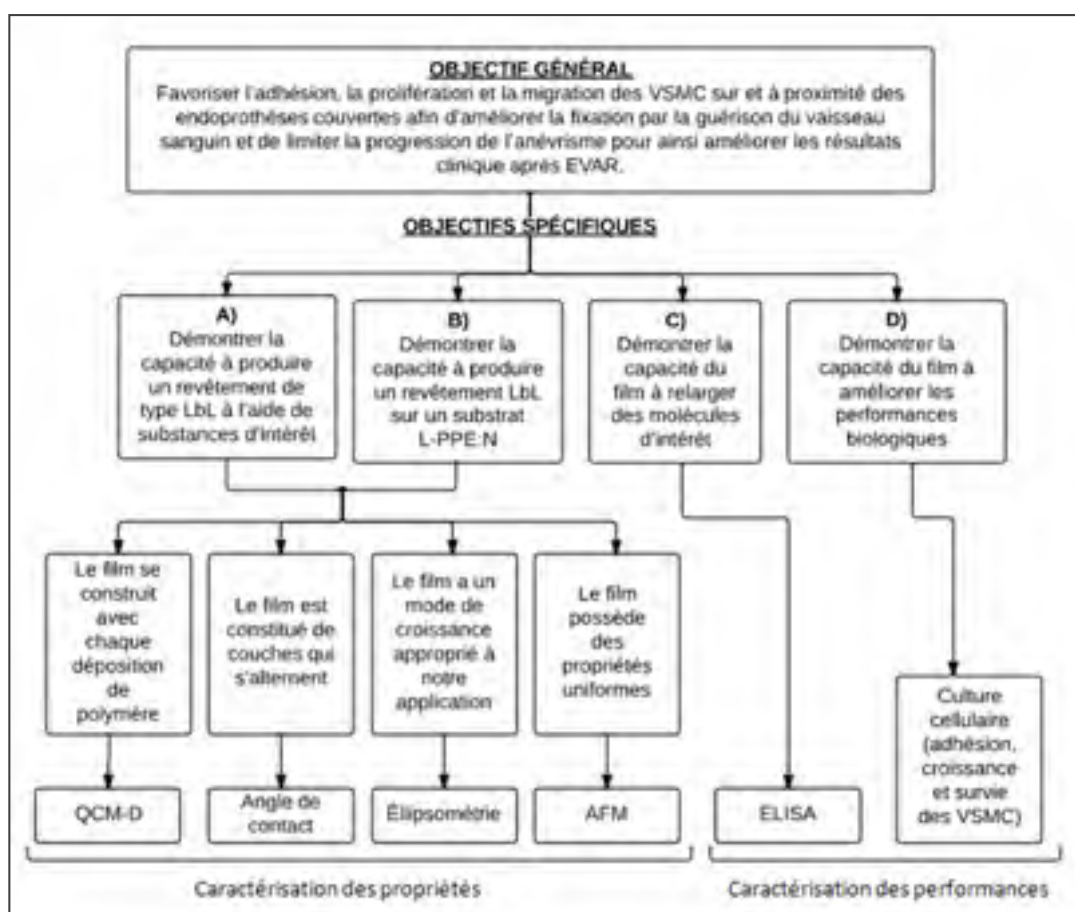 OBJECTIF GÉNÉRAL
Favoriser l'adhésion, la prolifération et la migration des VSMC sur et à proximité des
endoprothèses couvertes afin d'améliorer la fixation par la guérison du vaisseau
sanguin et de limiter la progression de l'anévrisme pour ainsi améliorer les résultats
clinique après EVAR.
OBJECTIFS SPÉCIFIQUES
A)
Démontrer la
capacité à produire
un revêtement de
type LbL à l'aide de
substances d'intérêt
B)
Démontrer la
capacité à produire
un revêtement LbL
sur un substrat
L-PPE:N
C)
Démontrer la
capacité du
film à relarger
des molécules
d'intérêt
D)
Démontrer la
capacité du film à
améliorer les
performances
biologiques
Le film se
construit
avec
chaque
déposition
de
polymère
Le film est
constitué de
couches qui
s'alternent
Le film a un
mode de
croissance
approprié à
notre
application
Le film
possède
des
propriétés
uniformes
Culture
cellulaire
(adhésion,
croissance
et survie
des VSMC)
QCM-D
Angle de
contact
Ellipsométrie
AFM
ELISA
Caractérisation des propriétés
Caractérisation des performances